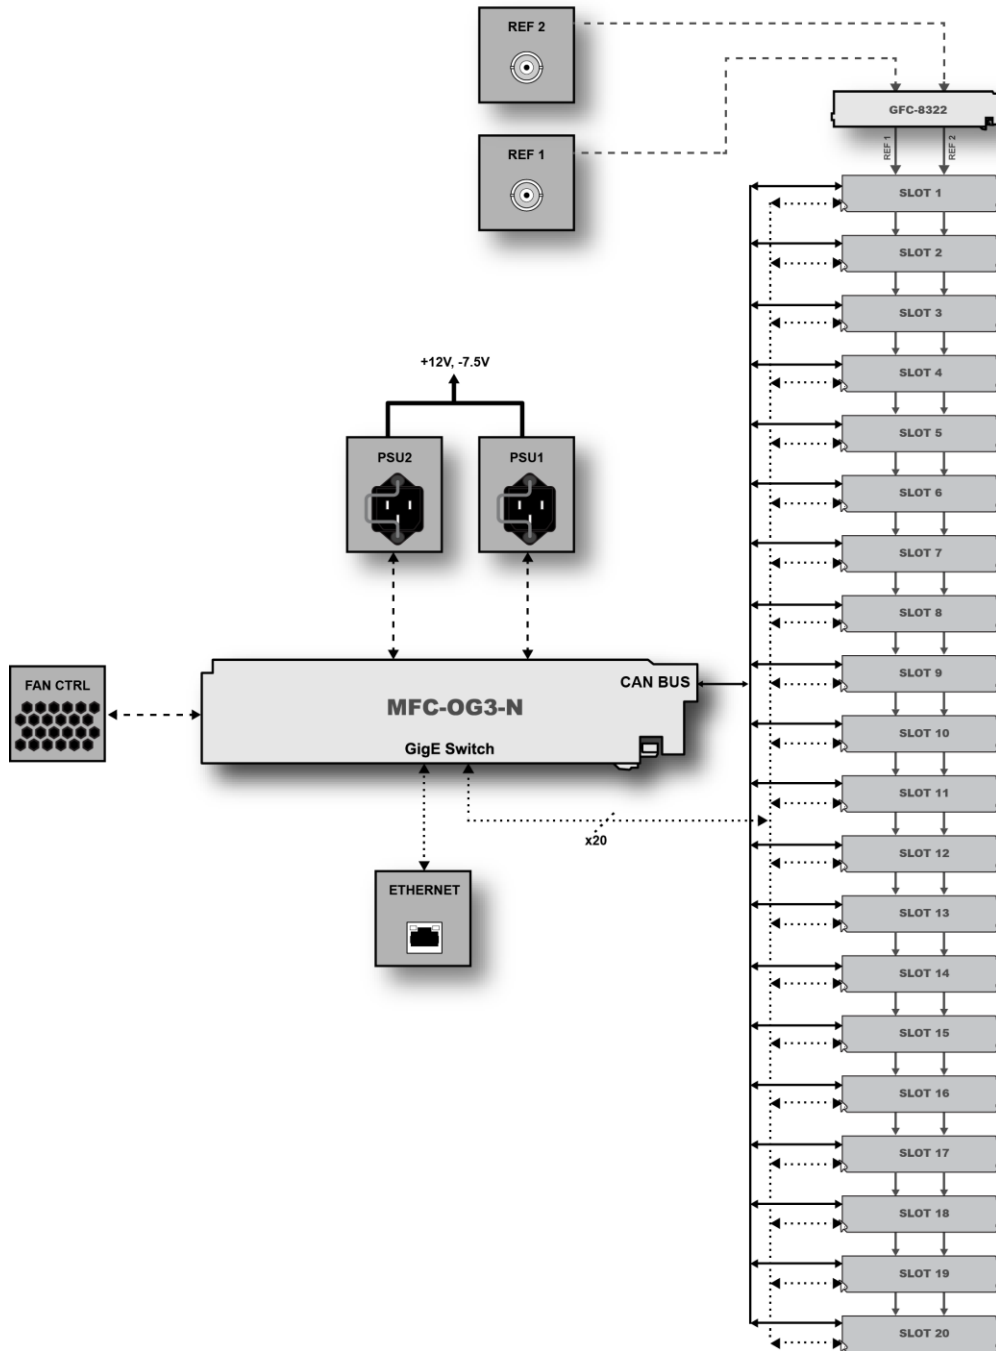 REF 2
REF 1
GFC-8322
REF 1
REF 2
SLOT 1
SLOT 2
SLOT 3
SLOT 4
SLOT 5
SLOT 6
SLOT 7
SLOT 8
SLOT 9
SLOT 10
SLOT 11
SLOT 12
SLOT 13
SLOT 14
SLOT 15
SLOT 16
SLOT 17
SLOT 18
SLOT 19
SLOT 20
+12V, -7.5V
PSU2
PSU1
FAN CTRL
CAN BUS
MFC-OG3-N
GigE Switch
x20
ETHERNET